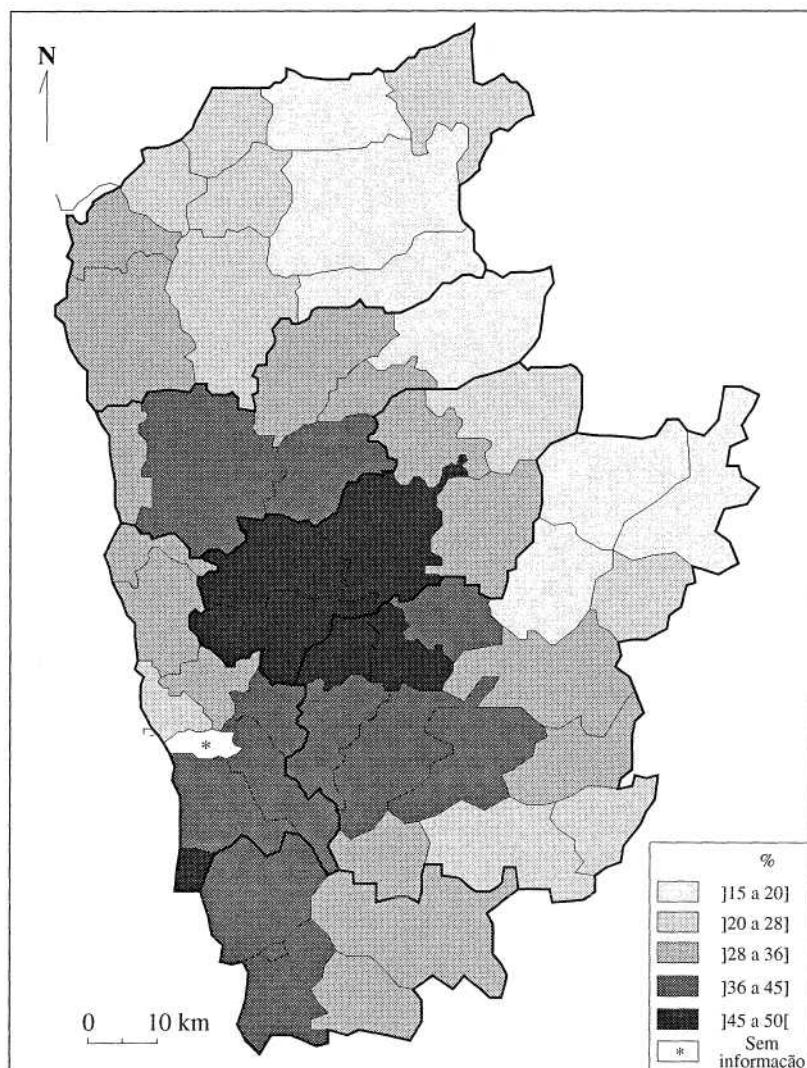 N
*
%
]15 a 20]
]20 a 28]
]28 a 36]
]36 a 45]
]45 a 50[
* Sem
informação
0 10 km